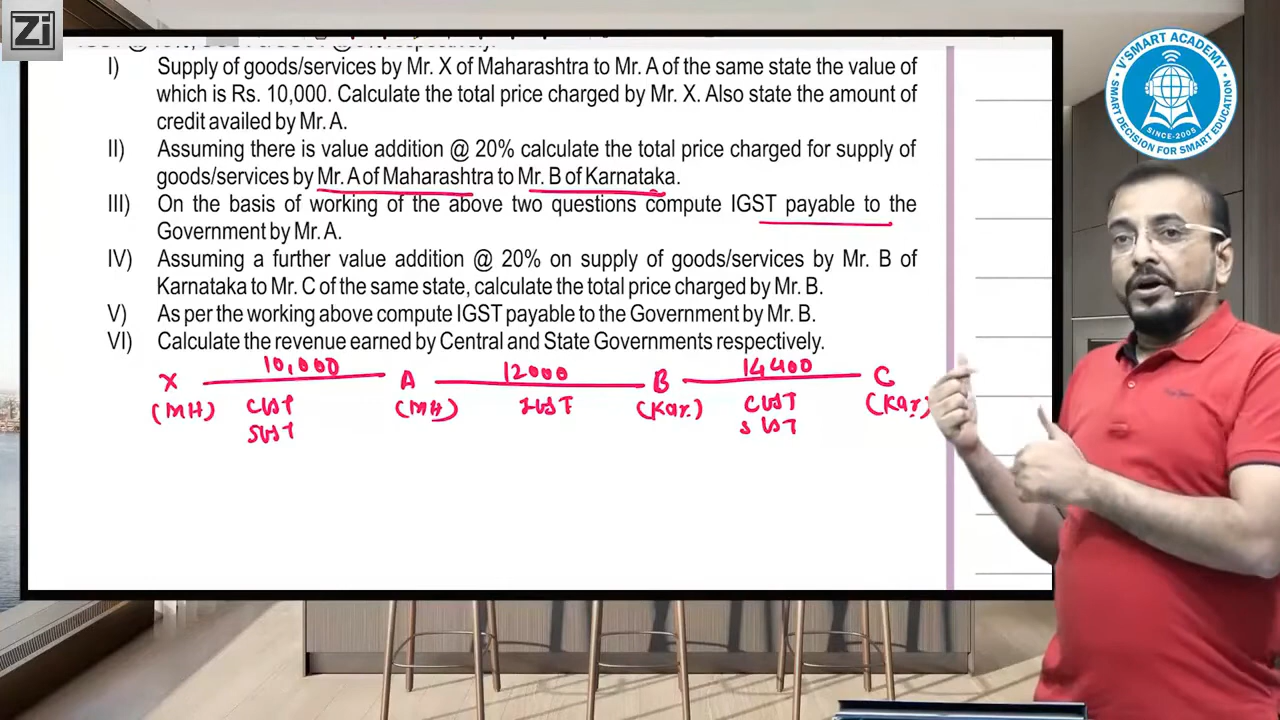 Zi
I) Supply of goods/services by Mr. X of Maharashtra to Mr. A of the same state the value of
which is Rs. 10,000. Calculate the total price charged by Mr. X. Also state the amount of
credit availed by Mr. A.
II) Assuming there is value addition @ 20% calculate the total price charged for supply of
goods/services by Mr. A of Maharashtra to Mr. B of Karnataka.
III) On the basis of working of the above two questions compute IGST payable to the
Government by Mr. A.
IV) Assuming a further value addition @ 20% on supply of goods/services by Mr. B of
Karnataka to Mr. C of the same state, calculate the total price charged by Mr. B.
V) As per the working above compute IGST payable to the Government by Mr. B.
VI) Calculate the revenue earned by Central and State Governments respectively.
X 10,000 A 12000 B 14400 C
(MH) CGST (MH) IGST (Kar.) CGST (Kar.)
SGST SGST
V'SMART ACADEMY
SINCE-2005
SMART DECISION FOR SMART EDUCATION